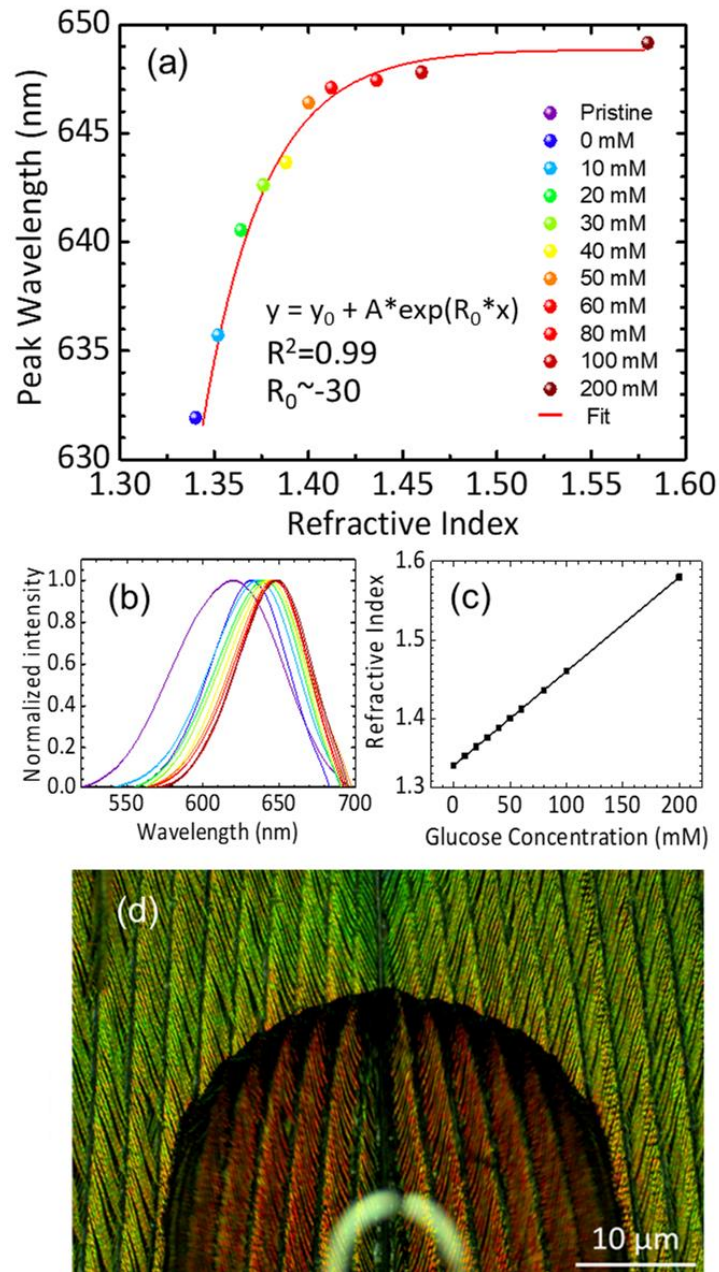 (a)
650
645
640
635
630
Peak Wavelength (nm)
Pristine
0 mM
10 mM
20 mM
30 mM
40 mM
50 mM
60 mM
80 mM
100 mM
200 mM
Fit
y = y₀ + A*exp(R₀*x)
R²=0.99
R₀~-30
1.30 1.35 1.40 1.45 1.50 1.55 1.60
Refractive Index
(b)
1.0
0.8
0.6
0.4
0.2
0.0
Normalized intensity
550 600 650 700
Wavelength (nm)
(c)
1.6
1.5
1.4
1.3
Refractive Index
0 50 100 150 200
Glucose Concentration (mM)
(d)
10 µm